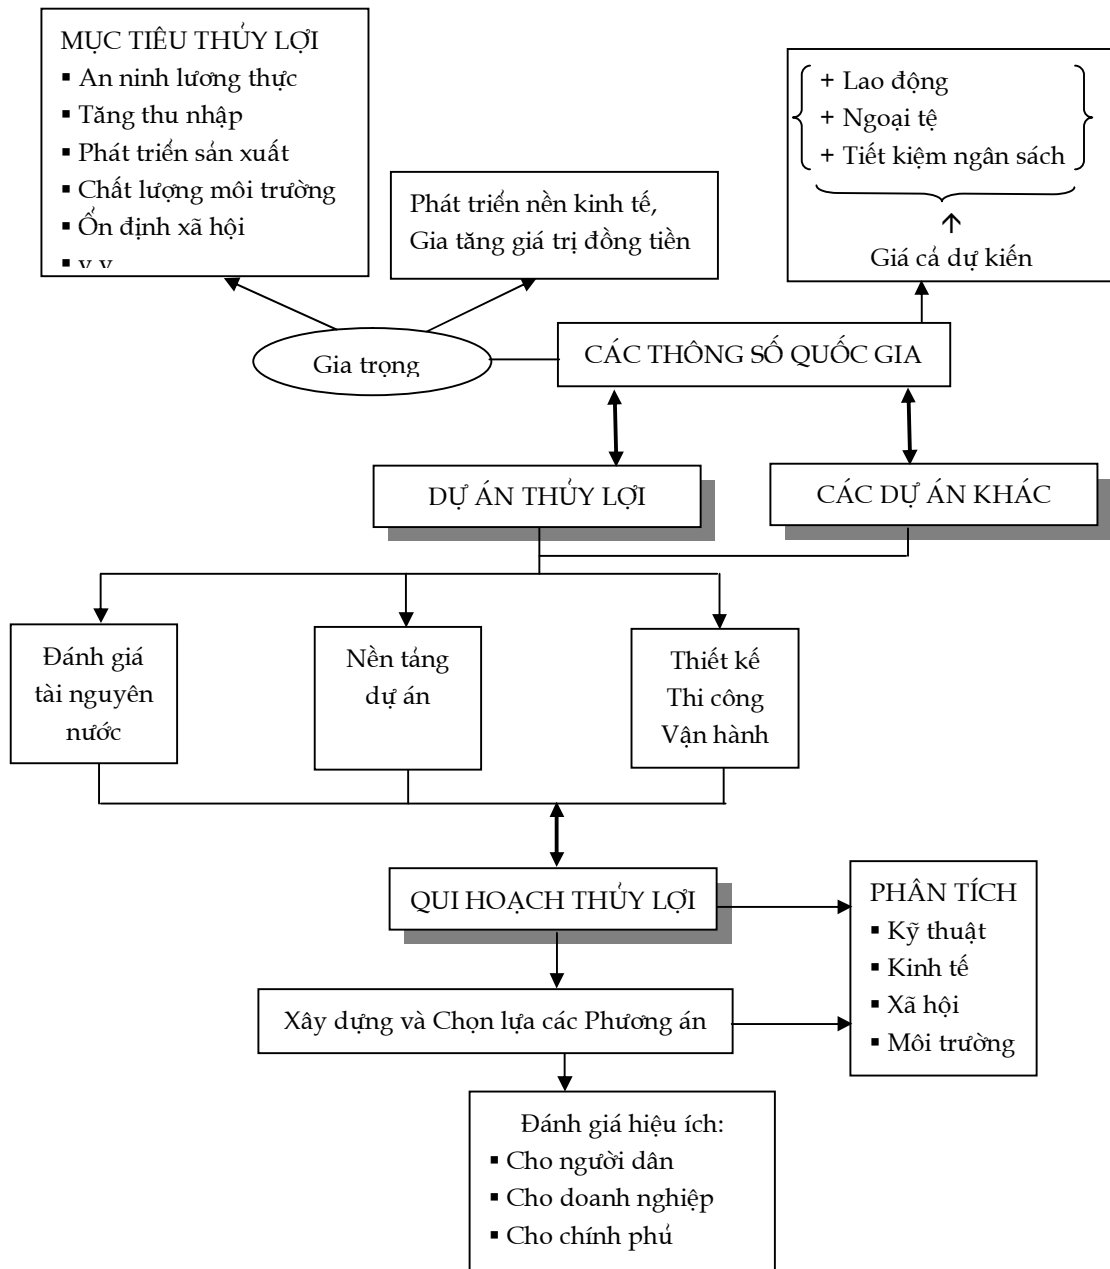 MỤC TIÊU THỦY LỢI
▪ An ninh lương thực
▪ Tăng thu nhập
▪ Phát triển sản xuất
▪ Chất lượng môi trường
▪ Ổn định xã hội
▪ v.v
Phát triển nền kinh tế,
Gia tăng giá trị đồng tiền
+ Lao động
+ Ngoại tệ
+ Tiết kiệm ngân sách
↑
Giá cả dự kiến
Gia trọng
CÁC THÔNG SỐ QUỐC GIA
DỰ ÁN THỦY LỢI
CÁC DỰ ÁN KHÁC
Đánh giá
tài nguyên
nước
Nền tảng
dự án
Thiết kế
Thi công
Vận hành
QUI HOẠCH THỦY LỢI
PHÂN TÍCH
▪ Kỹ thuật
▪ Kinh tế
▪ Xã hội
▪ Môi trường
Xây dựng và Chọn lựa các Phương án
Đánh giá hiệu ích:
▪ Cho người dân
▪ Cho doanh nghiệp
▪ Cho chính phủ